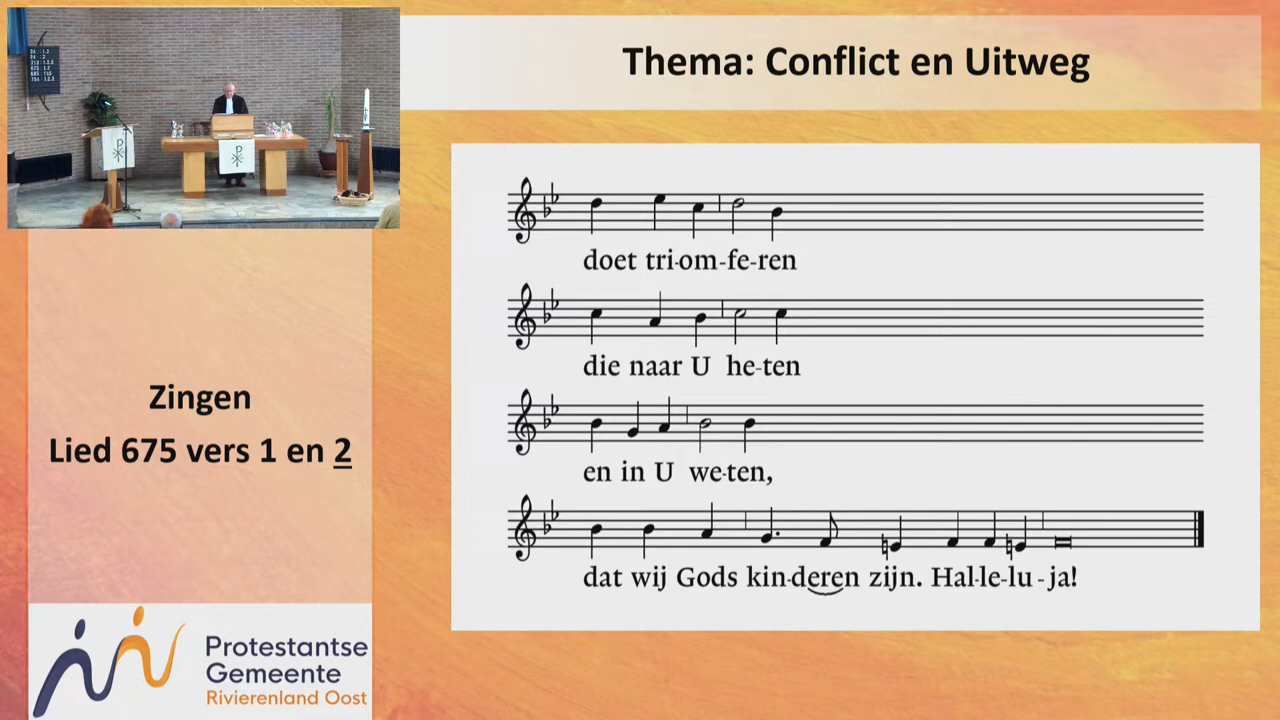 Thema: Conflict en Uitweg
doet tri-om-fe-ren
die naar U he-ten
en in U we-ten,
dat wij Gods kin-deren zijn. Hal-le-lu-ja!
Zingen
Lied 675 vers 1 en 2
Protestantse
Gemeente
Rivierenland Oost